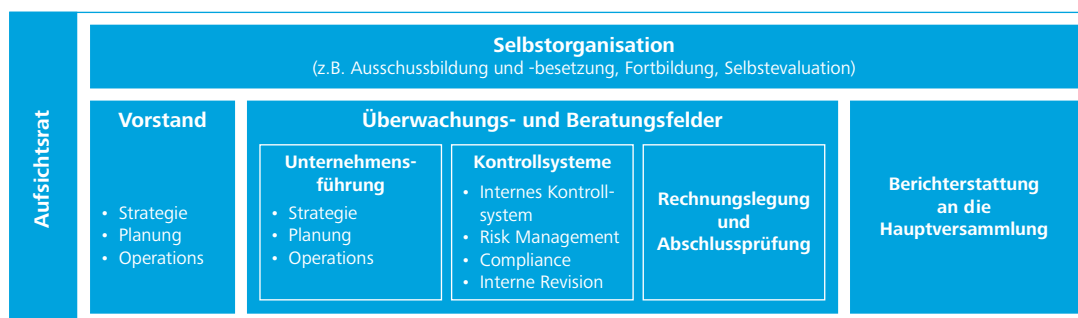 Aufsichtsrat
Selbstorganisation
(z.B. Ausschussbildung und -besetzung, Fortbildung, Selbstevaluation)
Vorstand
• Strategie
• Planung
• Operations
Überwachungs- und Beratungsfelder
Unternehmens-
führung
• Strategie
• Planung
• Operations
Kontrollsysteme
• Internes Kontroll-
system
• Risk Management
• Compliance
• Interne Revision
Rechnungslegung
und
Abschlussprüfung
Berichterstattung
an die
Hauptversammlung